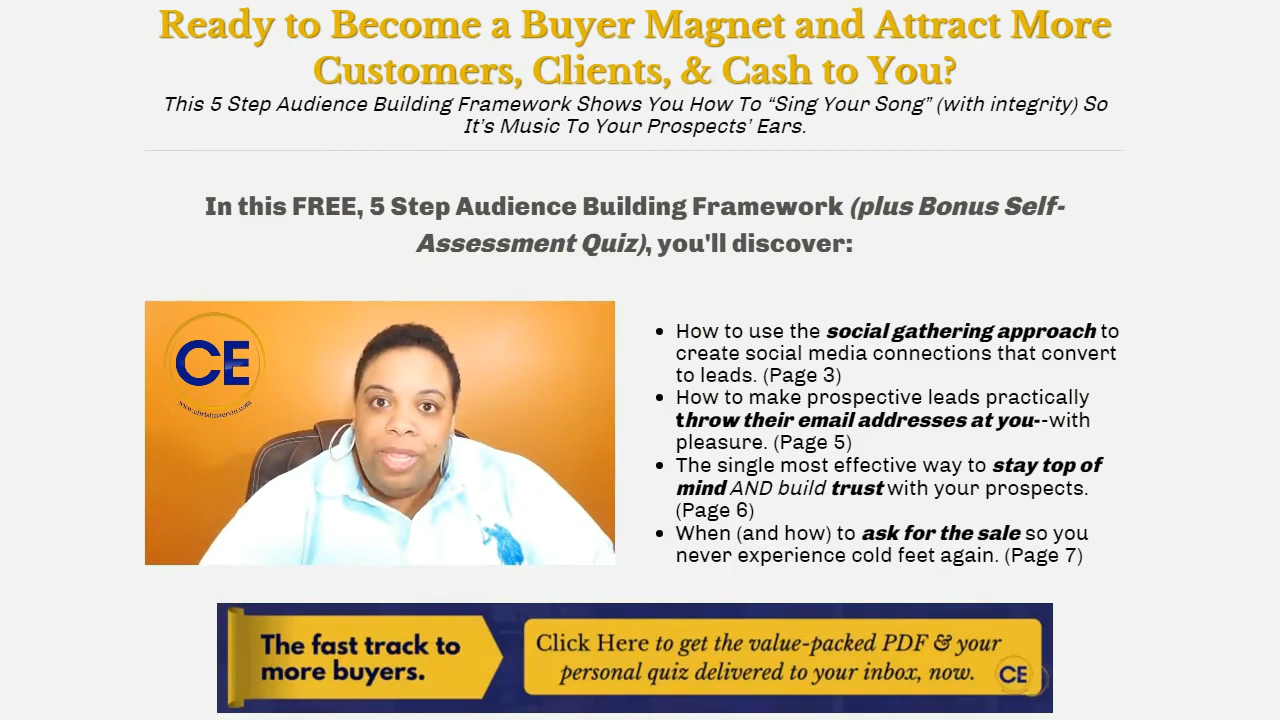 Ready to Become a Buyer Magnet and Attract More
Customers, Clients, & Cash to You?
This 5 Step Audience Building Framework Shows You How To “Sing Your Song” (with integrity) So
It’s Music To Your Prospects’ Ears.
In this FREE, 5 Step Audience Building Framework (plus Bonus Self-
Assessment Quiz), you'll discover:
CE
How to use the social gathering approach to
create social media connections that convert
to leads. (Page 3)
How to make prospective leads practically
throw their email addresses at you--with
pleasure. (Page 5)
The single most effective way to stay top of
mind AND build trust with your prospects.
(Page 6)
When (and how) to ask for the sale so you
never experience cold feet again. (Page 7)
The fast track to
more buyers.
Click Here to get the value-packed PDF & your
personal quiz delivered to your inbox, now.
CE